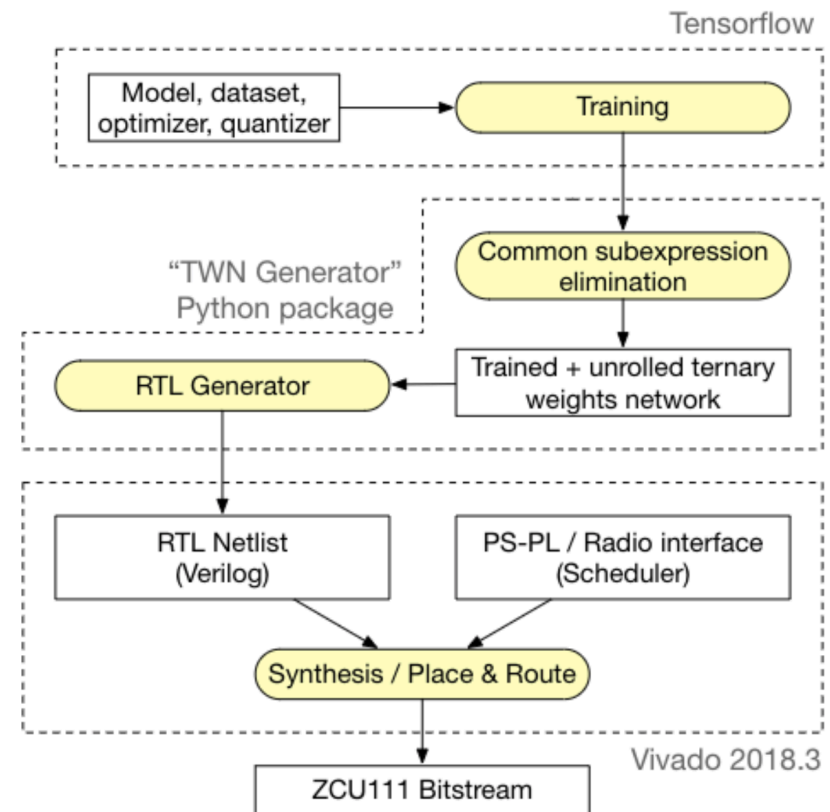 Tensorflow
Model, dataset,
optimizer, quantizer
Training
Common subexpression
elimination
“TWN Generator”
Python package
Trained + unrolled ternary
weights network
RTL Generator
RTL Netlist
(Verilog)
PS-PL / Radio interface
(Scheduler)
Synthesis / Place & Route
Vivado 2018.3
ZCU111 Bitstream